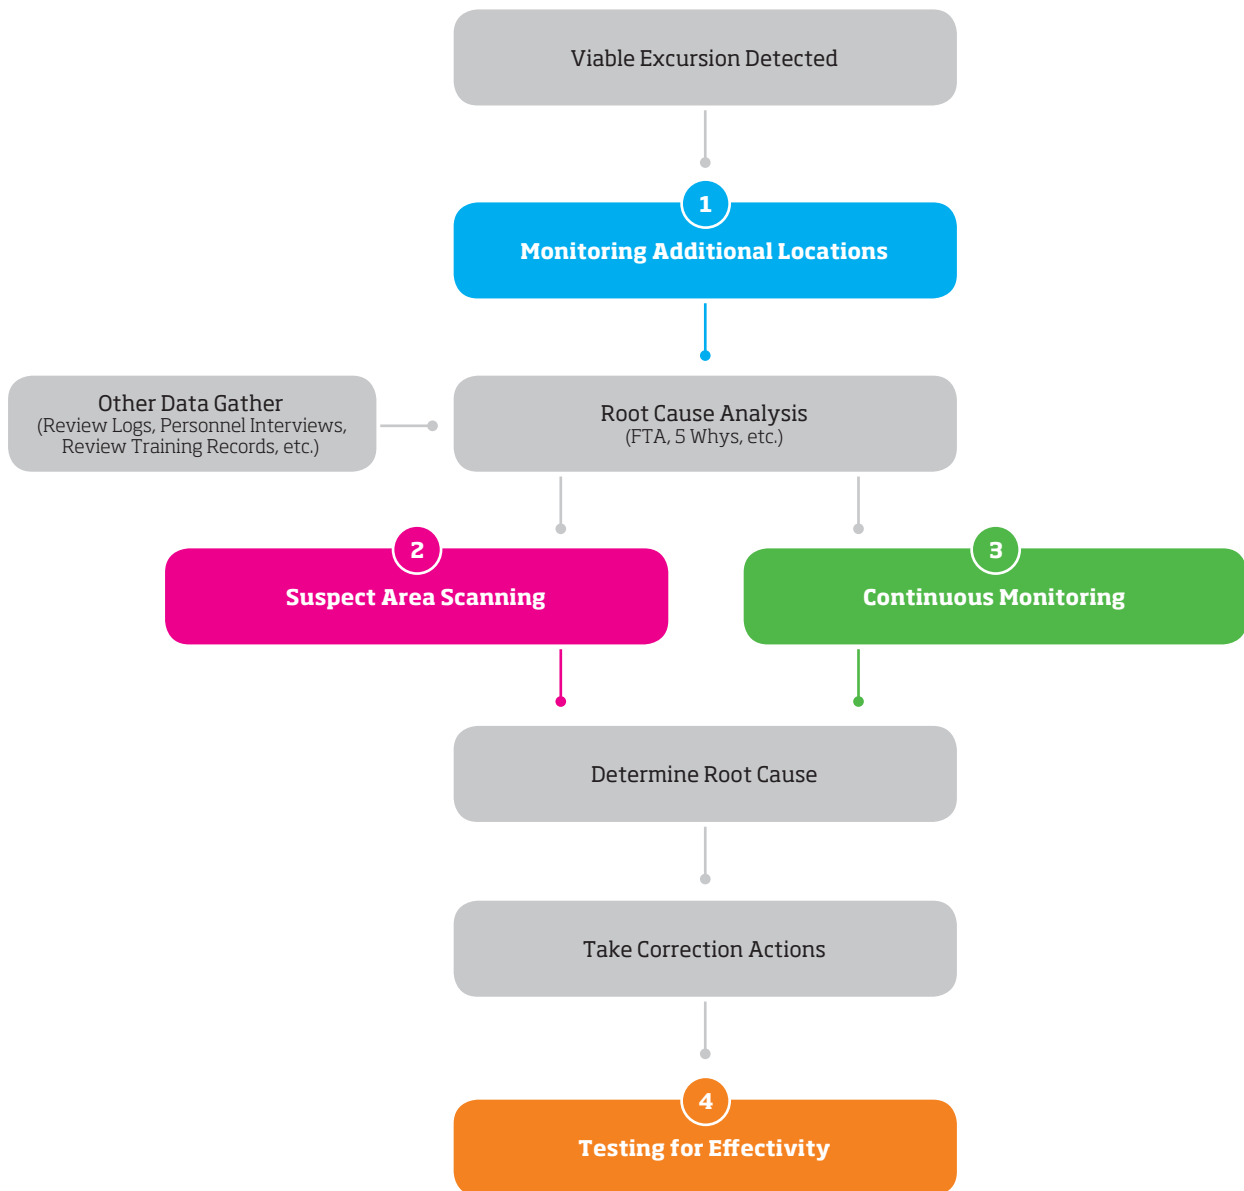 Viable Excursion Detected
1
Monitoring Additional Locations
Other Data Gather
(Review Logs, Personnel Interviews,
Review Training Records, etc.)
Root Cause Analysis
(FTA, 5 Whys, etc.)
2
Suspect Area Scanning
3
Continuous Monitoring
Determine Root Cause
Take Correction Actions
4
Testing for Effectivity